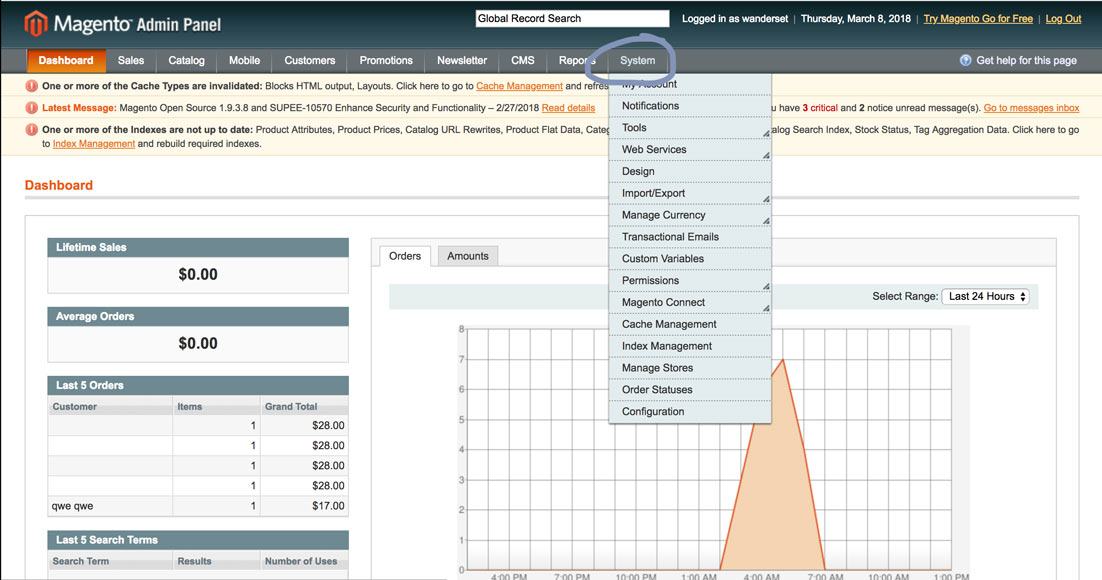 Magento Admin Panel
Global Record Search
Logged in as wanderset | Thursday, March 8, 2018 | Try Magento Go for Free | Log Out
Dashboard Sales Catalog Mobile Customers Promotions Newsletter CMS Reports System Get help for this page
One or more of the Cache Types are invalidated: Blocks HTML output, Layouts. Click here to go to Cache Management and refres
Latest Message: Magento Open Source 1.9.3.8 and SUPEE-10570 Enhance Security and Functionality – 2/27/2018 Read details
u have 3 critical and 2 notice unread message(s). Go to messages inbox
One or more of the Indexes are not up to date: Product Attributes, Product Prices, Catalog URL Rewrites, Product Flat Data, Categ
alog Search Index, Stock Status, Tag Aggregation Data. Click here to go
to Index Management and rebuild required indexes.
My Account
Notifications
Tools
Web Services
Design
Import/Export
Manage Currency
Transactional Emails
Custom Variables
Permissions
Magento Connect
Cache Management
Index Management
Manage Stores
Order Statuses
Configuration
Dashboard
Lifetime Sales
$0.00
Average Orders
$0.00
Last 5 Orders
Customer Items Grand Total
1 $28.00
1 $28.00
1 $28.00
1 $28.00
qwe qwe 1 $17.00
Last 5 Search Terms
Search Term Results Number of Uses
Orders Amounts
Select Range: Last 24 Hours
8
7
6
5
4
3
2
1
0
4:00 PM 7:00 PM 10:00 PM 1:00 AM 4:00 AM 7:00 AM 10:00 AM 1:00 PM